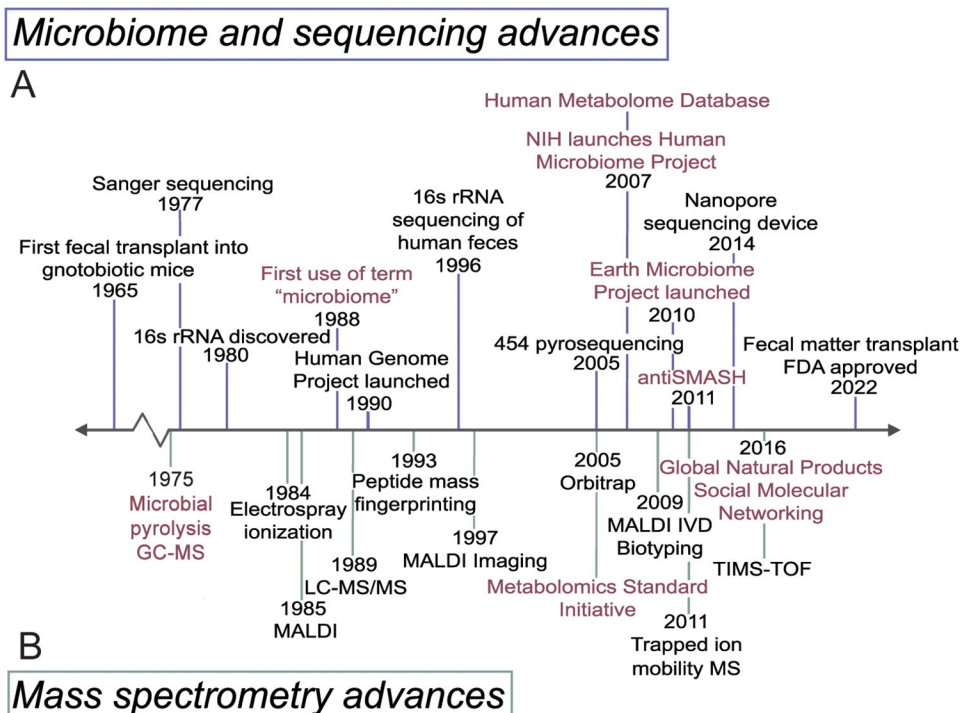 Microbiome and sequencing advances
A
Human Metabolome Database
NIH launches Human
Microbiome Project
2007
Sanger sequencing
1977
16s rRNA
sequencing of
human feces
1996
Nanopore
sequencing device
2014
First fecal transplant into
gnotobiotic mice
1965
First use of term
“microbiome”
1988
Earth Microbiome
Project launched
2010
16s rRNA discovered
1980
Human Genome
Project launched
1990
454 pyrosequencing
2005
antiSMASH
2011
Fecal matter transplant
FDA approved
2022
1975
Microbial
pyrolysis
GC-MS
1984
Electrospray
ionization
1985
MALDI
1989
LC-MS/MS
1993
Peptide mass
fingerprinting
1997
MALDI Imaging
2005
Orbitrap
Metabolomics Standard
Initiative
2009
MALDI IVD
Biotyping
2011
Trapped ion
mobility MS
2016
Global Natural Products
Social Molecular
Networking
TIMS-TOF
B
Mass spectrometry advances